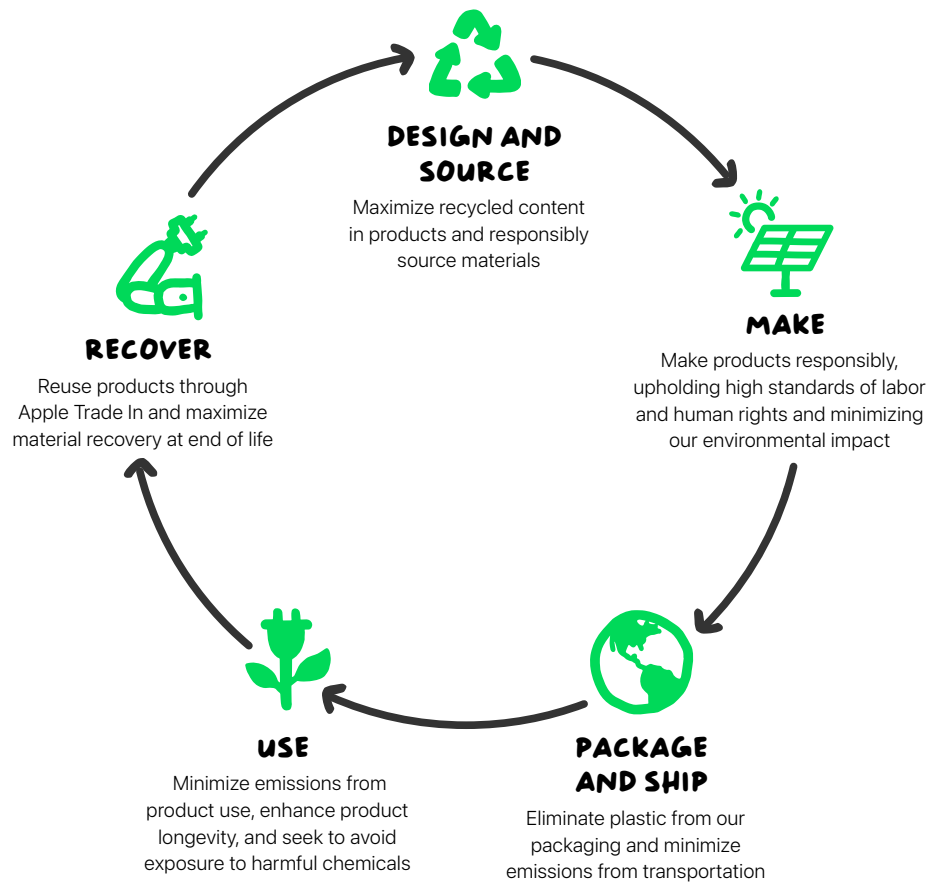 DESIGN AND
SOURCE
Maximize recycled content
in products and responsibly
source materials
MAKE
Make products responsibly,
upholding high standards of labor
and human rights and minimizing
our environmental impact
PACKAGE
AND SHIP
Eliminate plastic from our
packaging and minimize
emissions from transportation
USE
Minimize emissions from
product use, enhance product
longevity, and seek to avoid
exposure to harmful chemicals
RECOVER
Reuse products through
Apple Trade In and maximize
material recovery at end of life